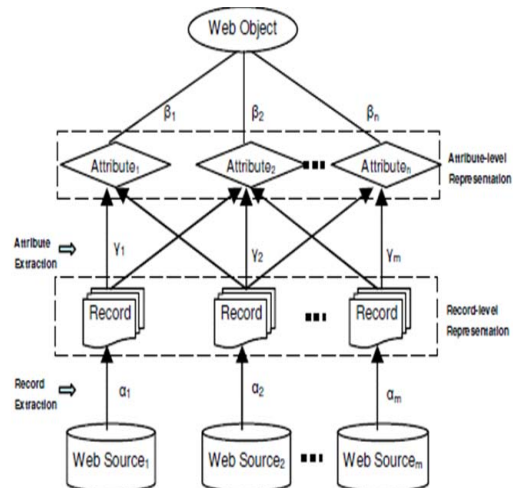 Web Object
β1 β2 βn
Attribute1 Attribute2 Attributen
Attribute-level
Representation
Attribute
Extraction
γ1 γ2 γm
Record Record Record
Record-level
Representation
Record
Extraction
α1 α2 αm
Web Source1 Web Source2 Web Sourcem